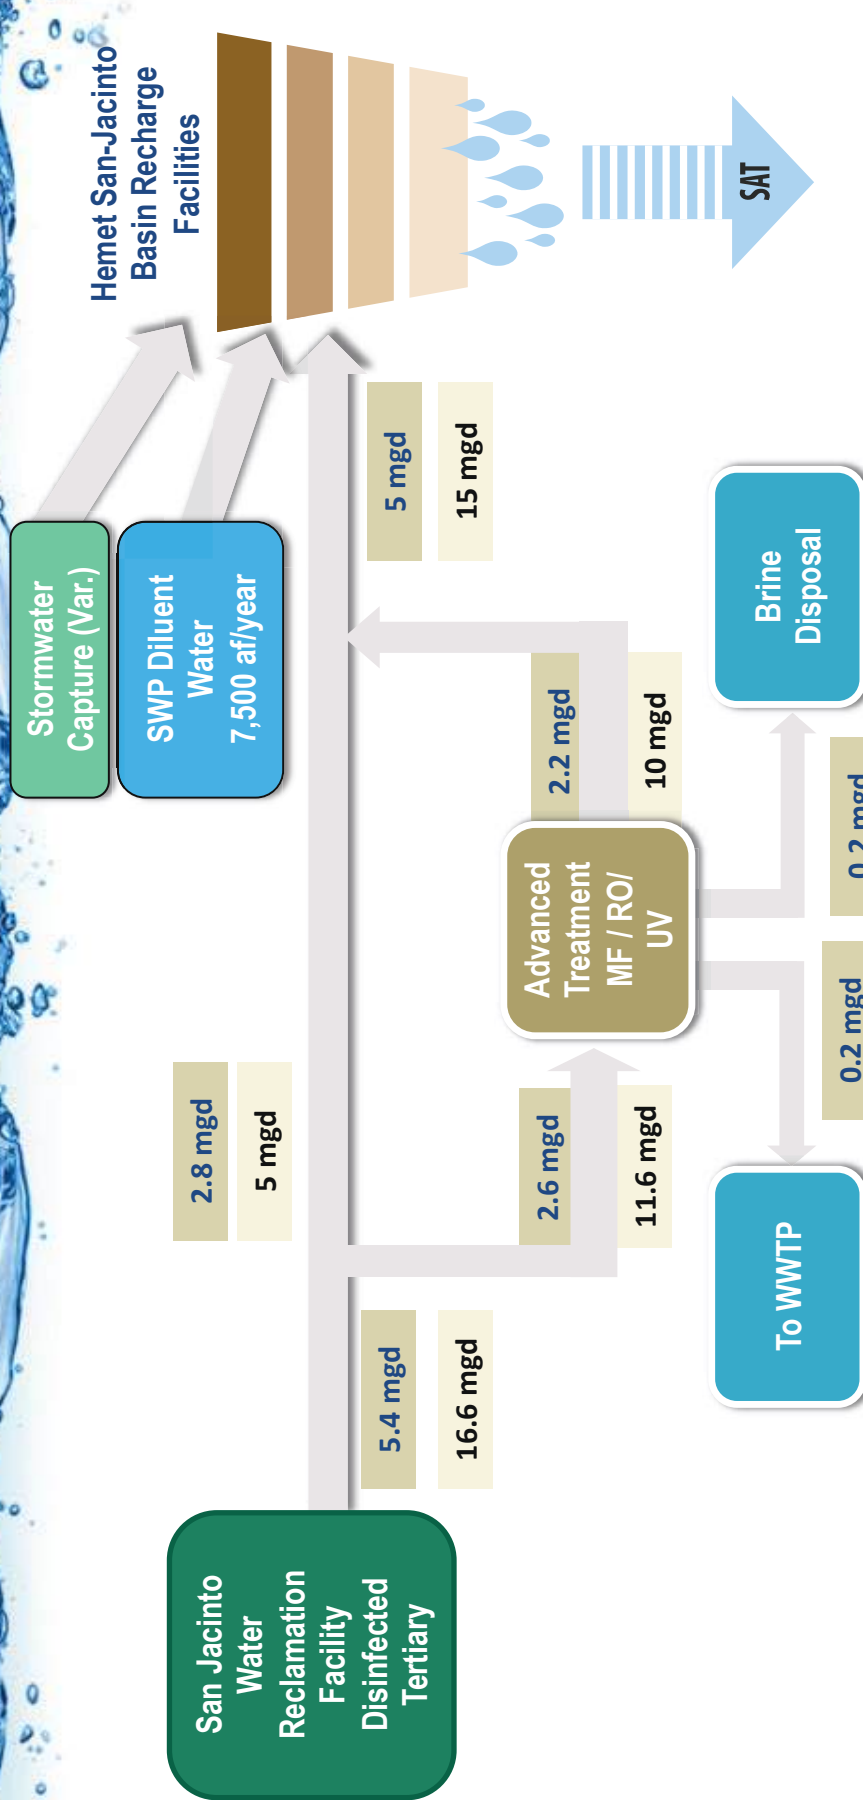 Stormwater
Capture (Var.)
Hemet San-Jacinto
Basin Recharge
Facilities
SWP Diluent
Water
7,500 af/year
San Jacinto
Water
Reclamation
Facility
Disinfected
Tertiary
2.8 mgd
5 mgd
5.4 mgd
16.6 mgd
5 mgd
15 mgd
2.6 mgd
11.6 mgd
Advanced
Treatment
MF / RO/
UV
2.2 mgd
10 mgd
SAT
To WWTP
0.2 mgd
0.2 mgd
Brine
Disposal